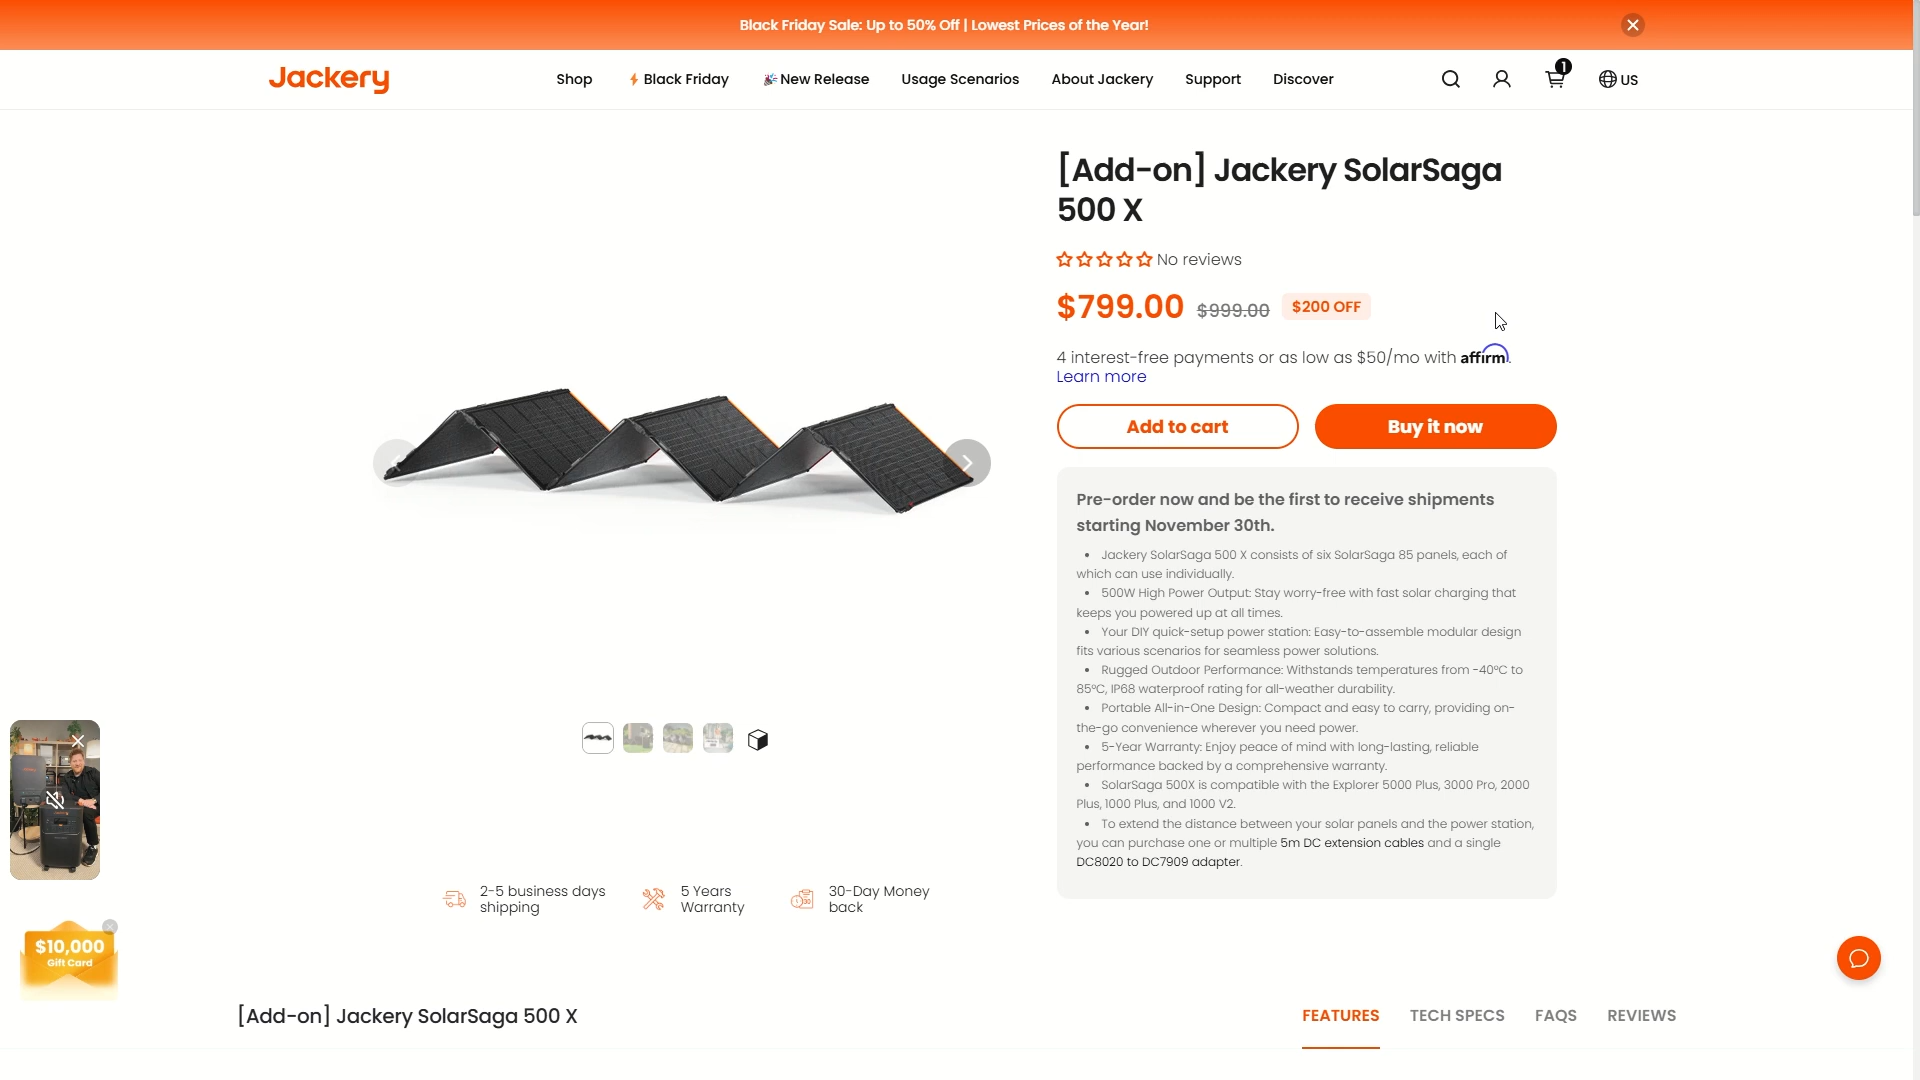 Black Friday Sale: Up to 50% Off | Lowest Prices of the Year!
Jackery
Shop
Black Friday
New Release
Usage Scenarios
About Jackery
Support
Discover
1
US
[Add-on] Jackery SolarSaga
500 X
No reviews
$799.00 $999.00 $200 OFF
4 interest-free payments or as low as $50/mo with affirm.
Learn more
Add to cart
Buy it now
Pre-order now and be the first to receive shipments
starting November 30th.
• Jackery SolarSaga 500 X consists of six SolarSaga 85 panels, each of
which can use individually.
• 500W High Power Output: Stay worry-free with fast solar charging that
keeps you powered up at all times.
• Your DIY quick-setup power station: Easy-to-assemble modular design
fits various scenarios for seamless power solutions.
• Rugged Outdoor Performance: Withstands temperatures from -40°C to
85°C, IP68 waterproof rating for all-weather durability.
• Portable All-in-One Design: Compact and easy to carry, providing on-
the-go convenience wherever you need power.
• 5-Year Warranty: Enjoy peace of mind with long-lasting, reliable
performance backed by a comprehensive warranty.
• SolarSaga 500X is compatible with the Explorer 5000 Plus, 3000 Pro, 2000
Plus, 1000 Plus, and 1000 V2.
• To extend the distance between your solar panels and the power station,
you can purchase one or multiple 5m DC extension cables and a single
DC8020 to DC7909 adapter.
2-5 business days
shipping
5 Years
Warranty
30-Day Money
back
$10,000
Gift Card
[Add-on] Jackery SolarSaga 500 X
FEATURES
TECH SPECS
FAQS
REVIEWS